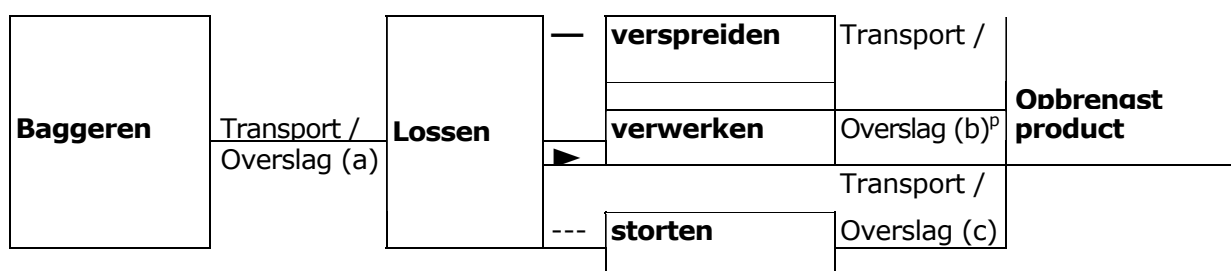 — verspreiden Transport /
Opbrengst
Baggeren Transport / Lossen verwerken Overslag (b)p product
Overslag (a) ►
Transport /
--- storten Overslag (c)